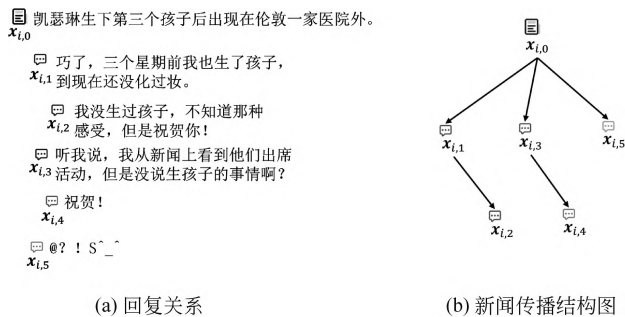 凯瑟琳生下第三个孩子后出现在伦敦一家医院外。
x_{i,0}
巧了，三个星期前我也生了孩子，
x_{i,1} 到现在还没化过妆。
我没生过孩子，不知道那种
x_{i,2} 感受，但是祝贺你！
听我说，我从新闻上看到他们出席
x_{i,3} 活动，但是没说生孩子的事情啊？
祝贺！
x_{i,4}
@？！S^_^
x_{i,5}
(a) 回复关系
x_{i,0}
x_{i,1}
x_{i,3}
x_{i,5}
x_{i,2}
x_{i,4}
(b) 新闻传播结构图